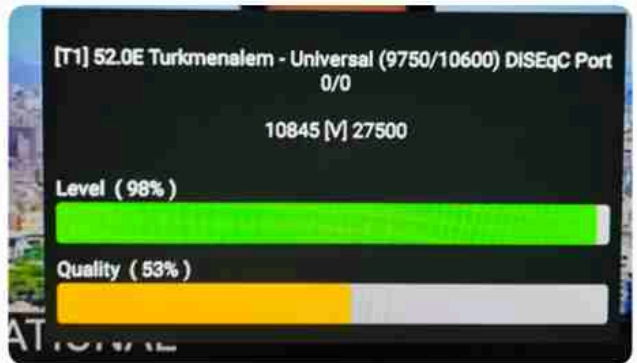 [T1] 52.0E Turkmenalem - Universal (9750/10600) DiSEqC Port
0/0
10845 [V] 27500
Level ( 98% )
Quality ( 53% )